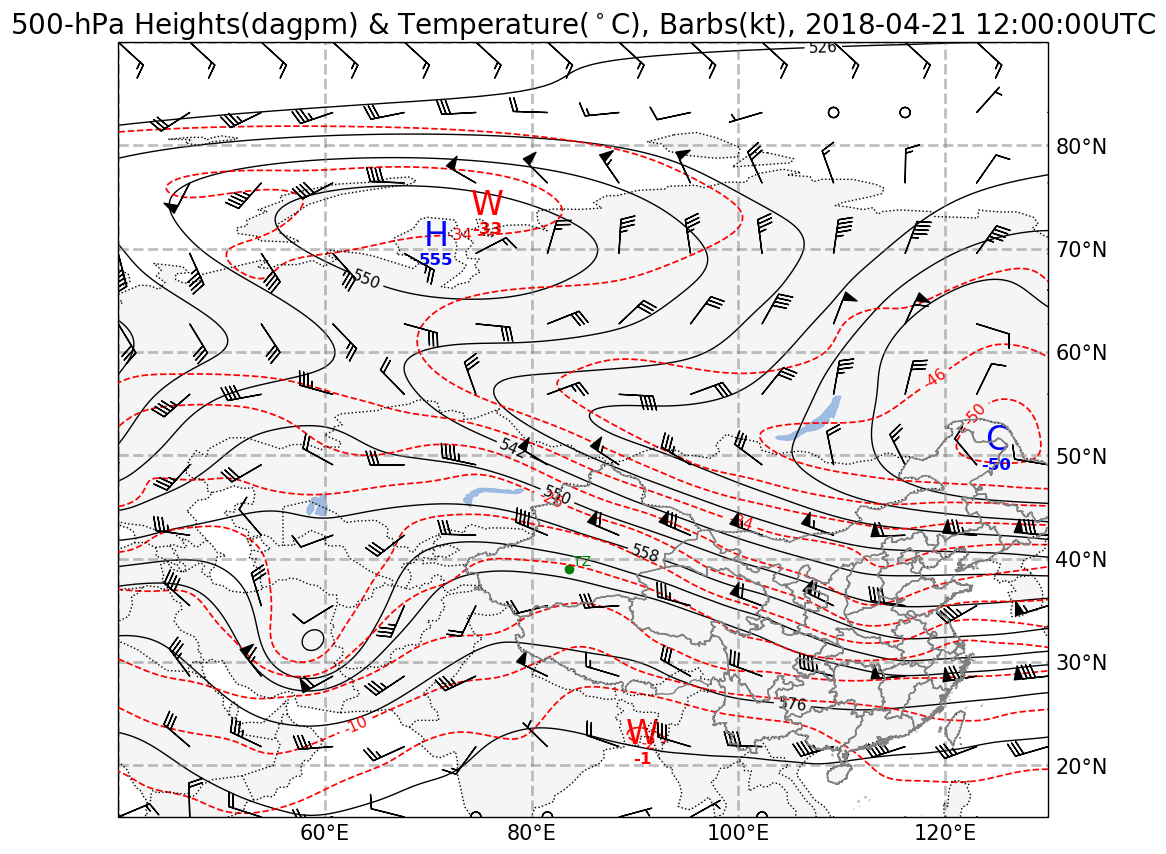 500-hPa Heights(dagpm) & Temperature(°C), Barbs(kt), 2018-04-21 12:00:00UTC
526
80°N
W
-33
H
-34
555
70°N
550
60°N
-46
-50
C
-50
542
50°N
550
-34
558
TZ
40°N
30°N
576
-10
W
-1
20°N
60°E
80°E
100°E
120°E